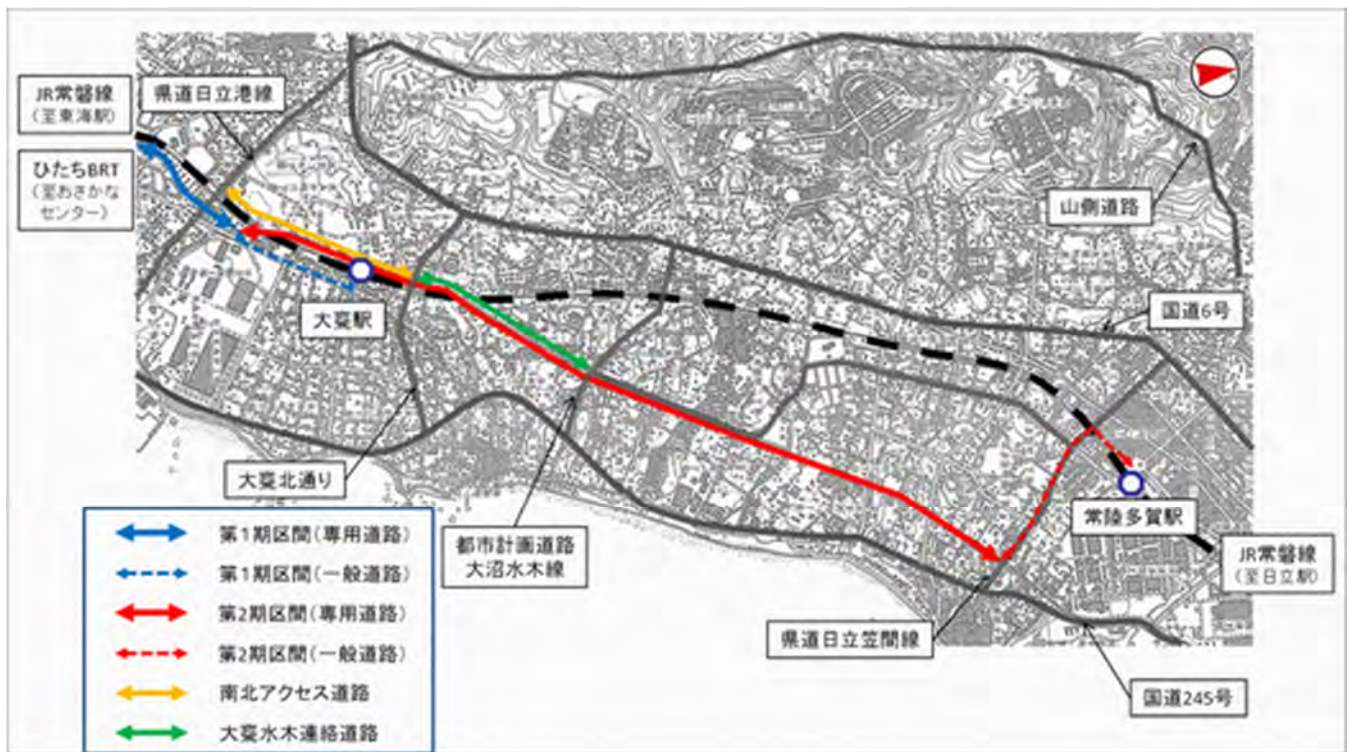 JR常磐線
(至東海駅)
県道日立港線
ひたちBRT
(至おさかな
センター)
山側道路
国道6号
大甕駅
大甕北通り
都市計画道路
大沼水木線
常陸多賀駅
JR常磐線
(至日立駅)
県道日立笠間線
国道245号
第1期区間(専用道路)
第1期区間(一般道路)
第2期区間(専用道路)
第2期区間(一般道路)
南北アクセス道路
大甕水木連絡道路